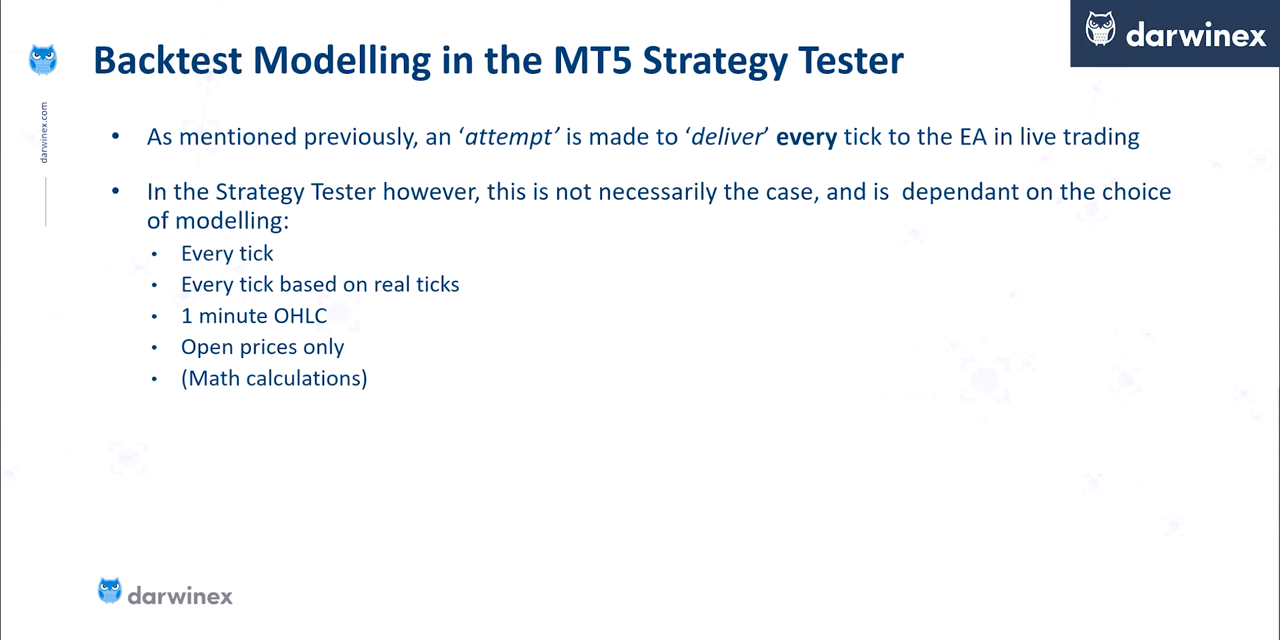 darwinex
Backtest Modelling in the MT5 Strategy Tester
darwinex.com
• As mentioned previously, an ‘attempt’ is made to ‘deliver’ every tick to the EA in live trading
• In the Strategy Tester however, this is not necessarily the case, and is  dependant on the choice
of modelling:
• Every tick
• Every tick based on real ticks
• 1 minute OHLC
• Open prices only
• (Math calculations)
darwinex